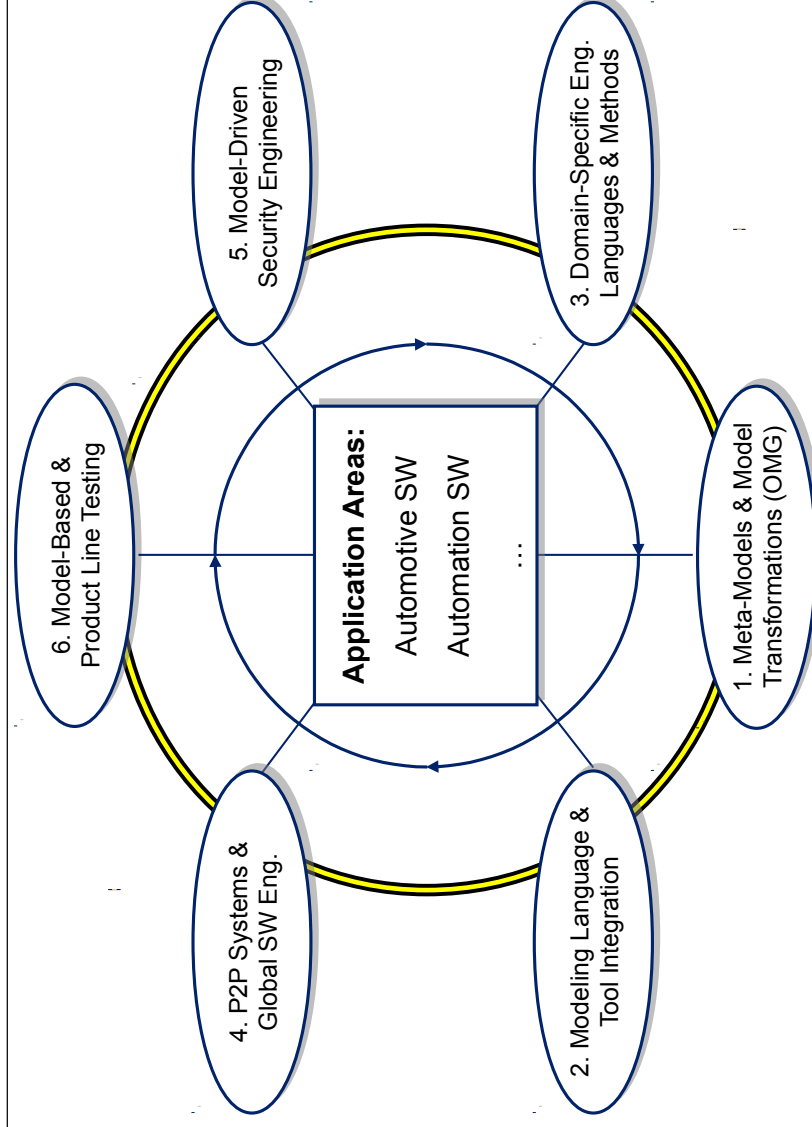 6. Model-Based &
Product Line Testing
4. P2P Systems &
Global SW Eng.
5. Model-Driven
Security Engineering
Application Areas:
Automotive SW
Automation SW
…
2. Modeling Language &
Tool Integration
3. Domain-Specific Eng.
Languages & Methods
1. Meta-Models & Model
Transformations (OMG)